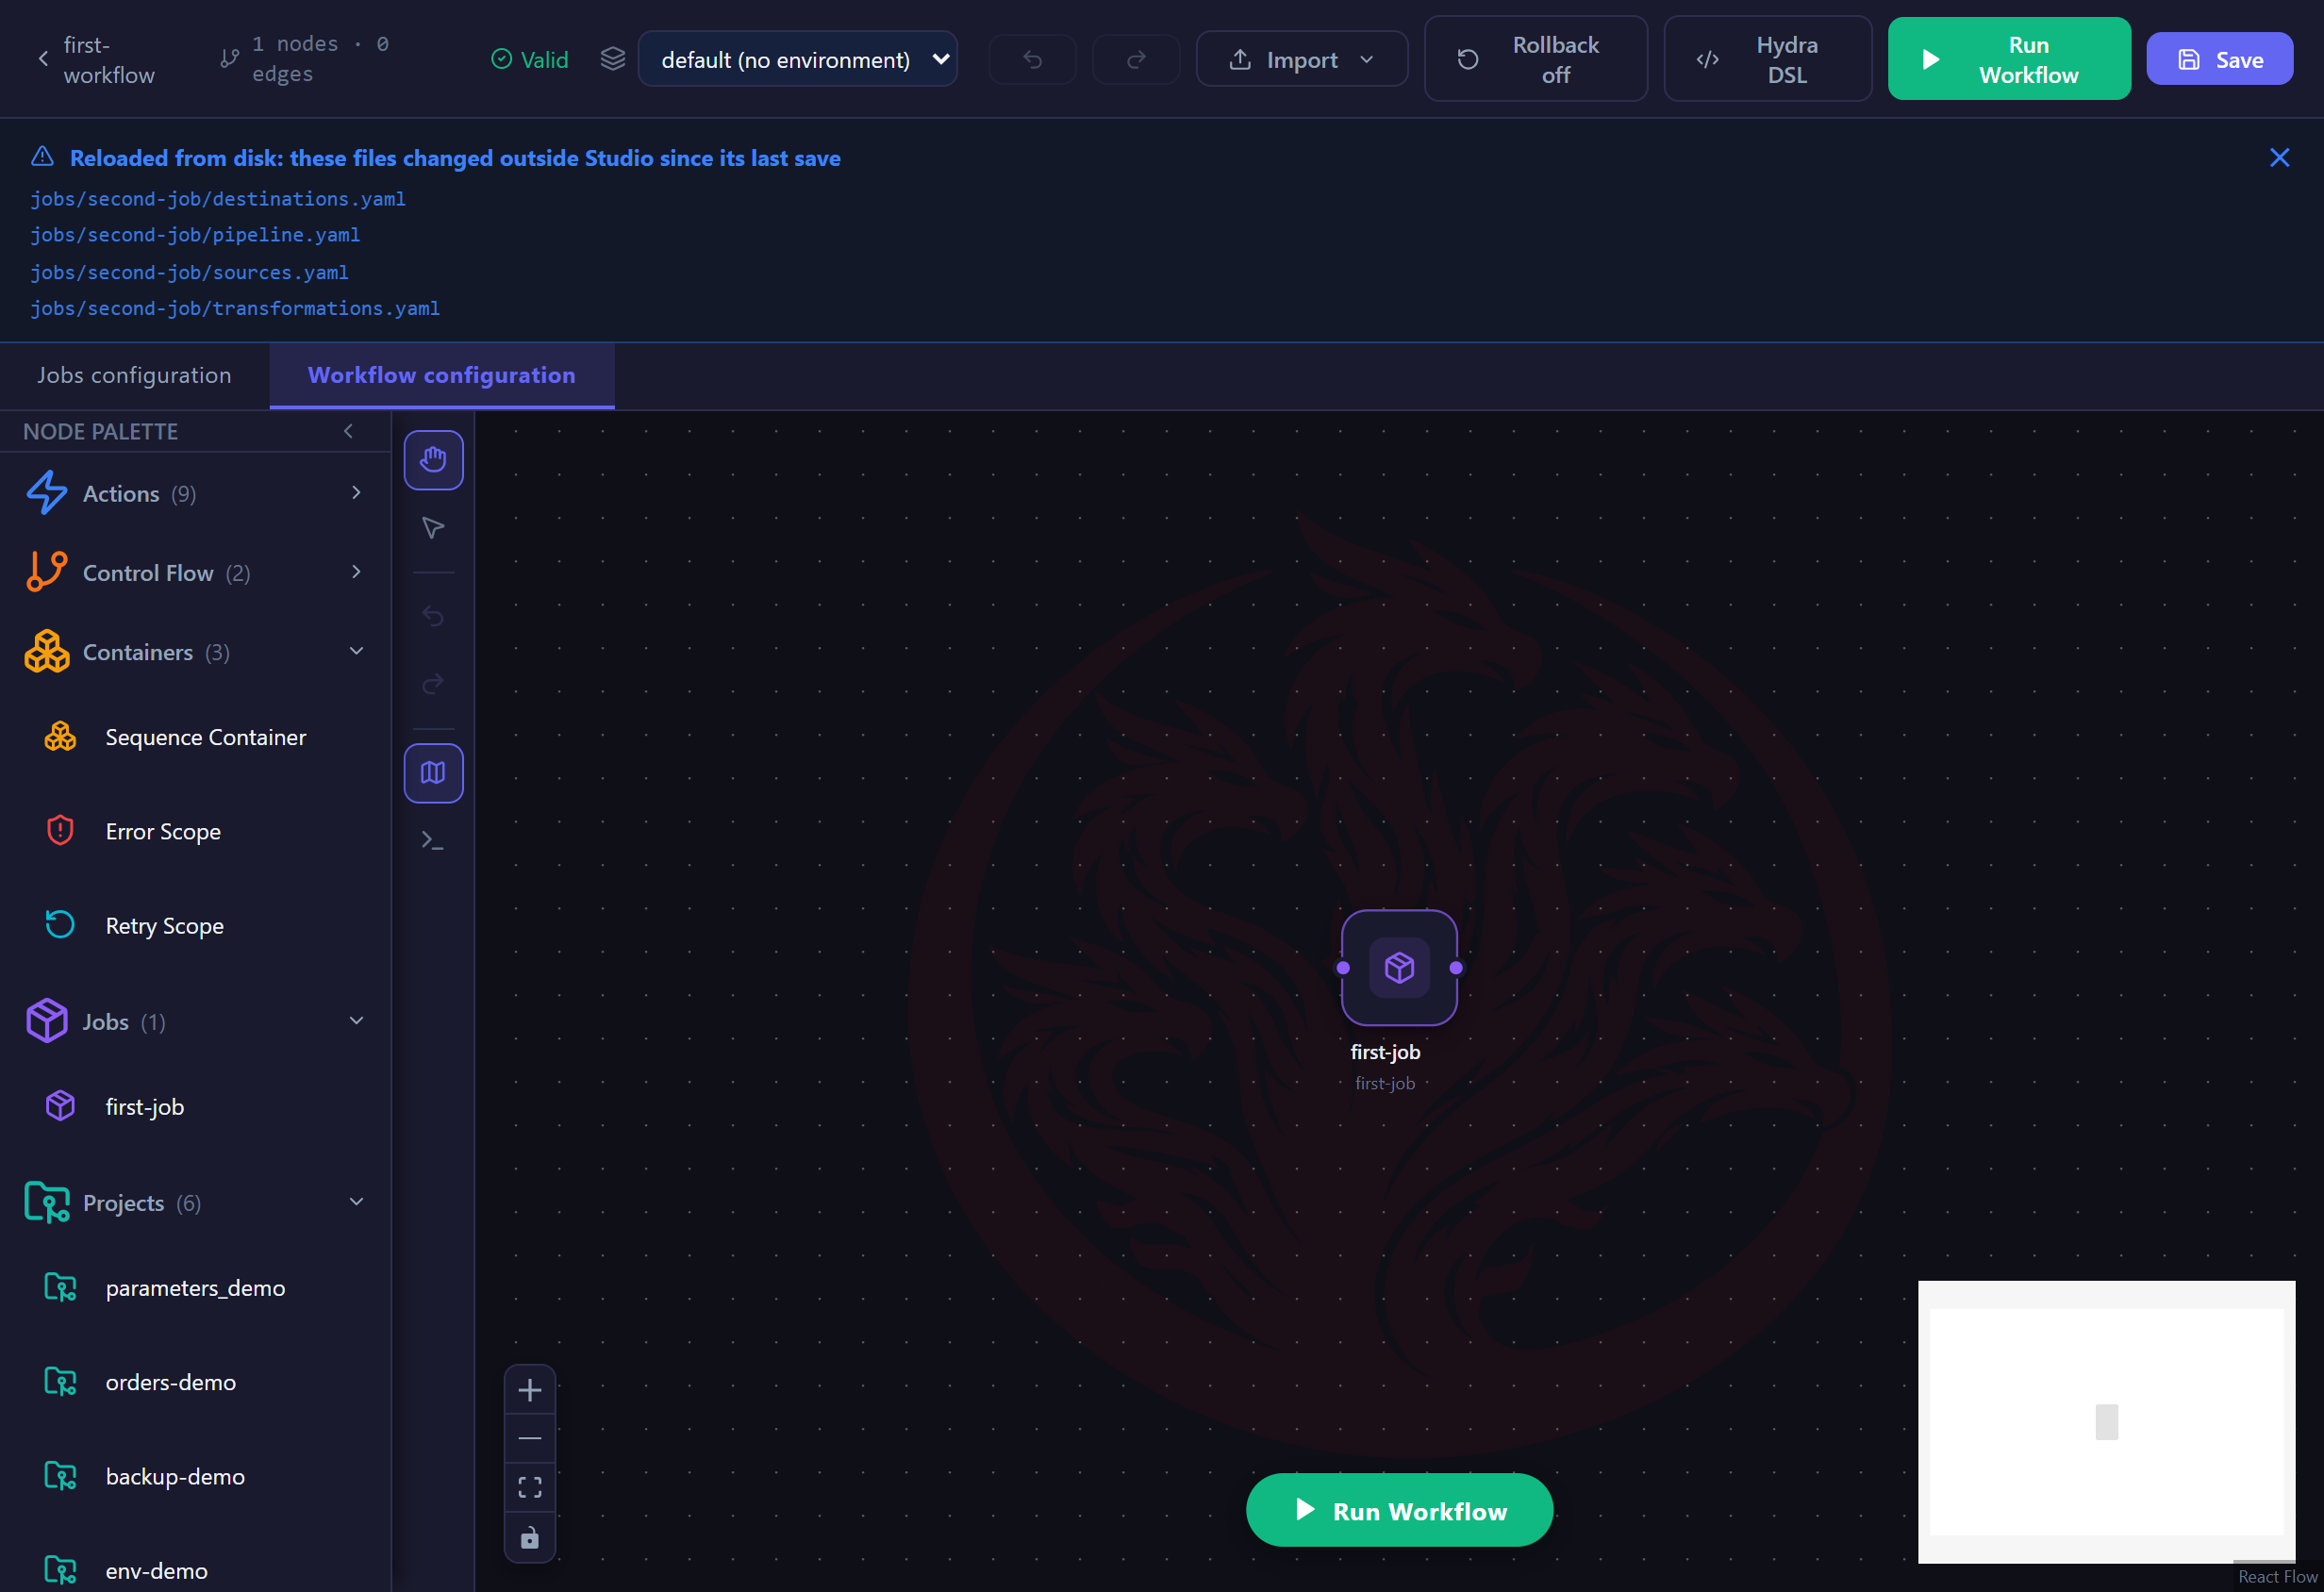 first-
workflow
1 nodes · 0
edges
Valid
default (no environment)
Import
Rollback
off
Hydra
DSL
Run
Workflow
Save
Reloaded from disk: these files changed outside Studio since its last save
jobs/second-job/destinations.yaml
jobs/second-job/pipeline.yaml
jobs/second-job/sources.yaml
jobs/second-job/transformations.yaml
Jobs configuration
Workflow configuration
NODE PALETTE
Actions (9)
Control Flow (2)
Containers (3)
Sequence Container
Error Scope
Retry Scope
Jobs (1)
first-job
Projects (6)
parameters_demo
orders-demo
backup-demo
env-demo
first-job
first-job
Run Workflow
React Flow